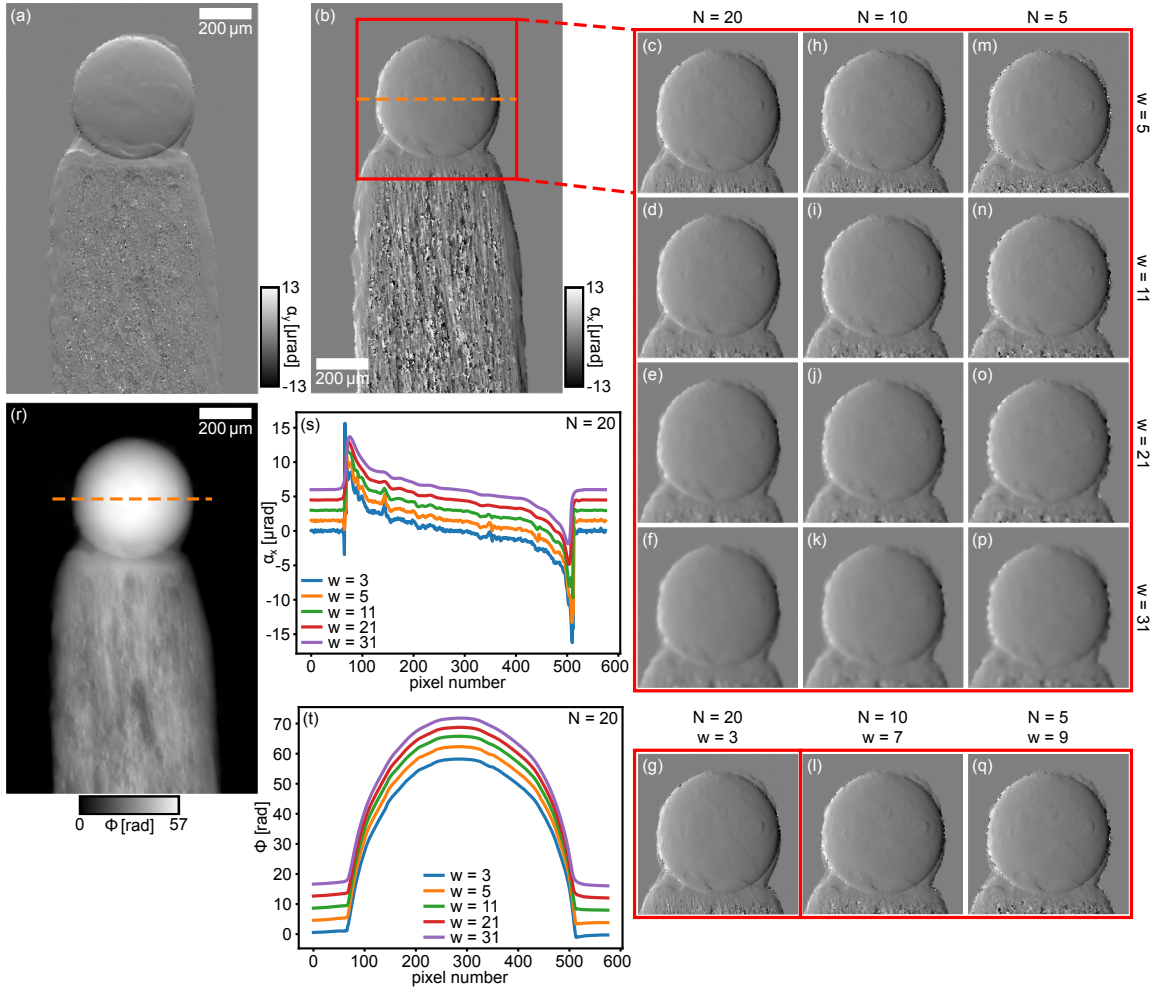 (a)
200 µm
13
αy [µrad]
-13
(b)
200 µm
13
αx [µrad]
-13
N = 20
N = 10
N = 5
(c)
(h)
(m)
w = 5
(d)
(i)
(n)
w = 11
(e)
(j)
(o)
w = 21
(f)
(k)
(p)
w = 31
(r)
200 µm
0
Φ [rad]
57
(s)
N = 20
15
10
5
0
-5
-10
-15
αx [µrad]
w = 3
w = 5
w = 11
w = 21
w = 31
0 100 200 300 400 500 600
pixel number
(t)
N = 20
70
60
50
40
30
20
10
0
Φ [rad]
w = 3
w = 5
w = 11
w = 21
w = 31
0 100 200 300 400 500 600
pixel number
N = 20
w = 3
N = 10
w = 7
N = 5
w = 9
(g)
(l)
(q)